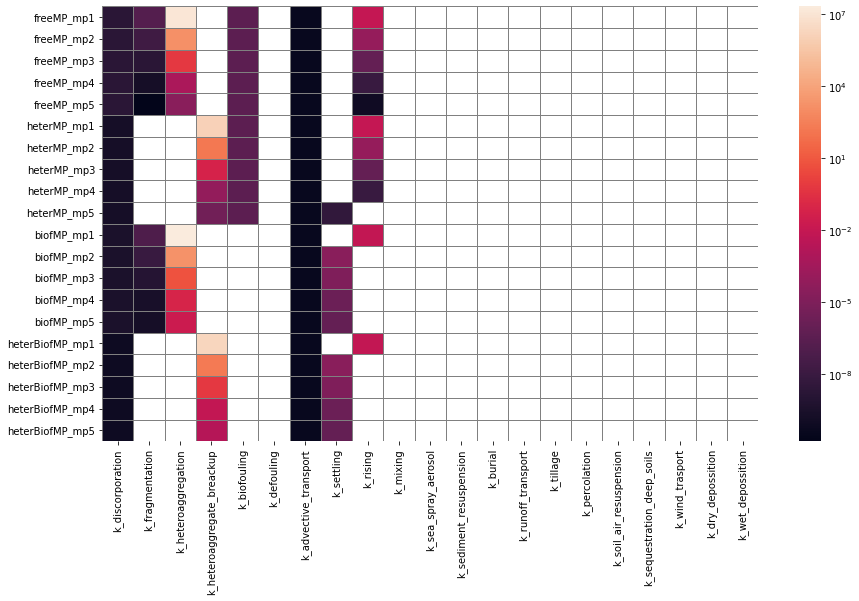 freeMP_mp1
freeMP_mp2
freeMP_mp3
freeMP_mp4
freeMP_mp5
heterMP_mp1
heterMP_mp2
heterMP_mp3
heterMP_mp4
heterMP_mp5
biofMP_mp1
biofMP_mp2
biofMP_mp3
biofMP_mp4
biofMP_mp5
heterBiofMP_mp1
heterBiofMP_mp2
heterBiofMP_mp3
heterBiofMP_mp4
heterBiofMP_mp5
k_discorporation
k_fragmentation
k_heteroaggregation
k_heteroaggregate_breackup
k_biofouling
k_defouling
k_advective_transport
k_settling
k_rising
k_mixing
k_sea_spray_aerosol
k_sediment_resuspension
k_burial
k_runoff_transport
k_tillage
k_percolation
k_soil_air_resuspension
k_sequestration_deep_soils
k_wind_trasport
k_dry_depossition
k_wet_depossition
10^7
10^4
10^1
10^-2
10^-5
10^-8